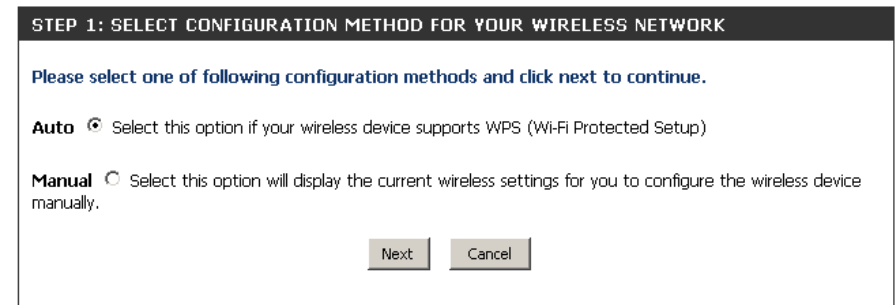 STEP 1: SELECT CONFIGURATION METHOD FOR YOUR WIRELESS NETWORK
Please select one of following configuration methods and click next to continue.
Auto Select this option if your wireless device supports WPS (Wi-Fi Protected Setup)
Manual Select this option will display the current wireless settings for you to configure the wireless device
manually.
Next Cancel